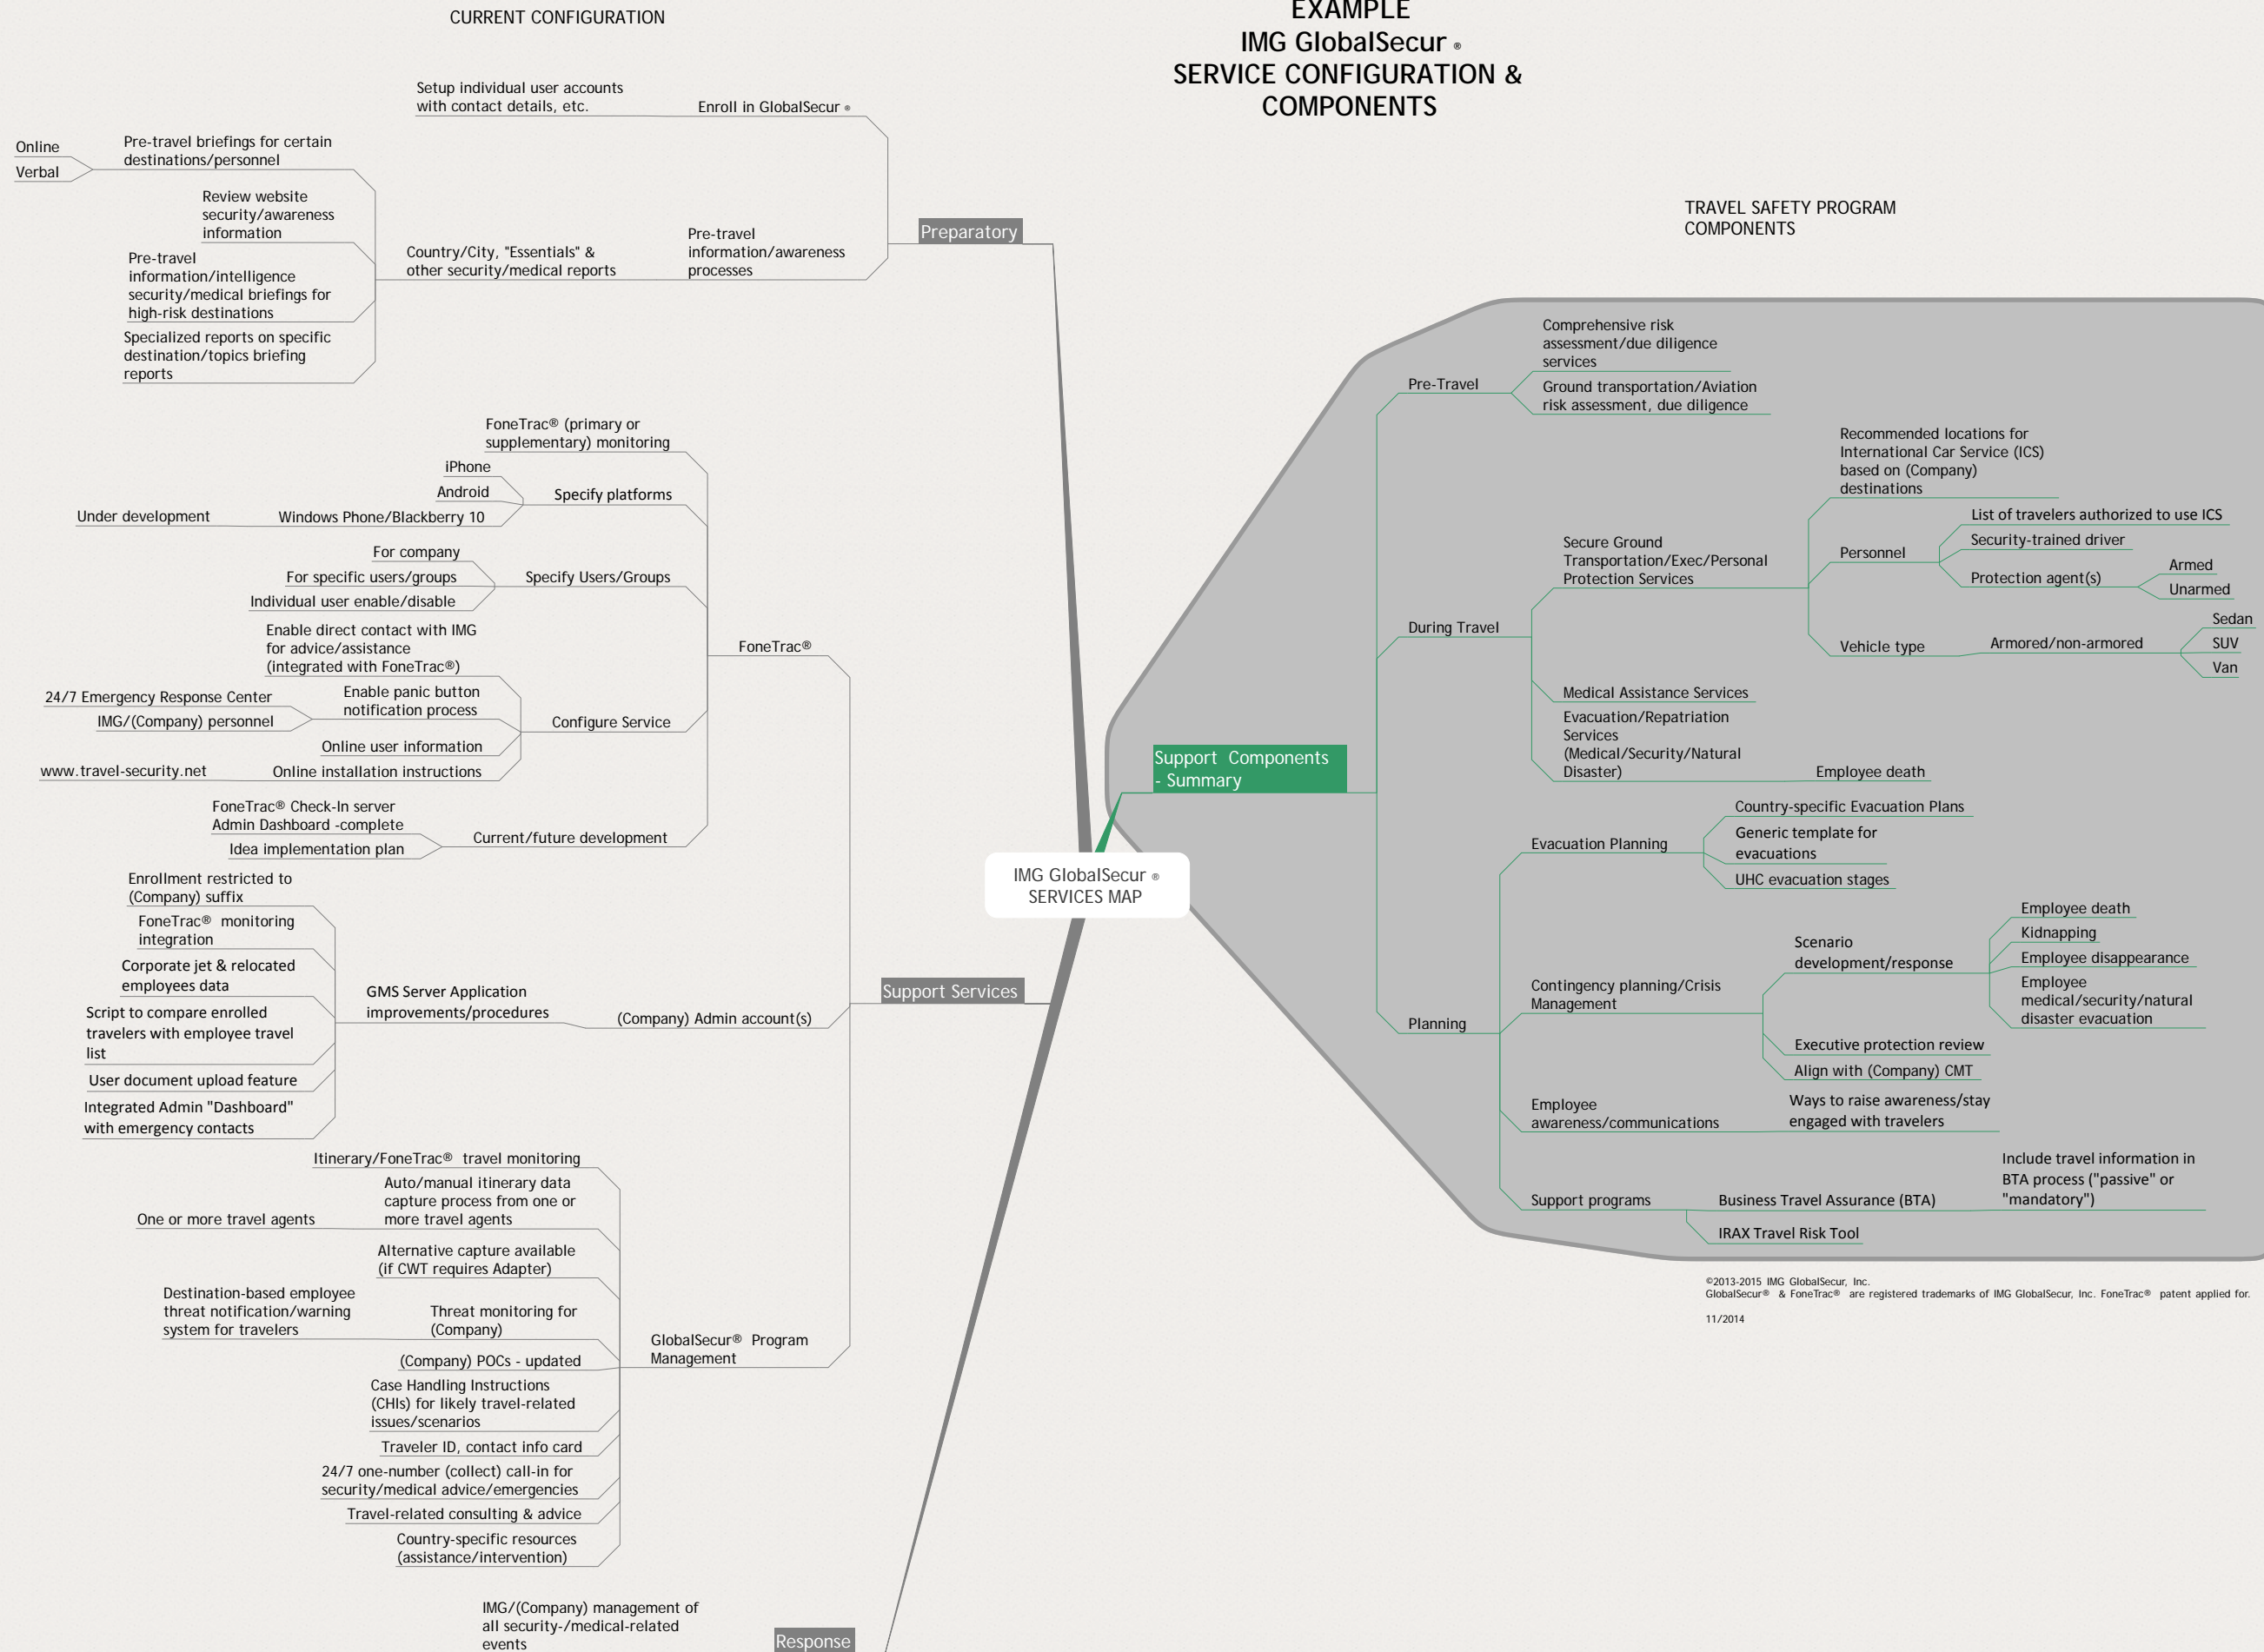 CURRENT CONFIGURATION
EXAMPLE
IMG GlobalSecur ®
SERVICE CONFIGURATION &
COMPONENTS
Setup individual user accounts
with contact details, etc.
Enroll in GlobalSecur ®
Online
Verbal
Pre-travel briefings for certain
destinations/personnel
Review website
security/awareness
information
Pre-travel
information/intelligence
security/medical briefings for
high-risk destinations
Specialized reports on specific
destination/topics briefing
reports
Country/City, "Essentials" &
other security/medical reports
Pre-travel
information/awareness
processes
Preparatory
FoneTrac® (primary or
supplementary) monitoring
iPhone
Android
Under development
Windows Phone/Blackberry 10
Specify platforms
For company
For specific users/groups
Individual user enable/disable
Specify Users/Groups
Enable direct contact with IMG
for advice/assistance
(integrated with FoneTrac®)
24/7 Emergency Response Center
IMG/(Company) personnel
Enable panic button
notification process
Online user information
www.travel-security.net
Online installation instructions
Configure Service
FoneTrac® Check-In server
Admin Dashboard -complete
Idea implementation plan
Current/future development
FoneTrac®
Enrollment restricted to
(Company) suffix
FoneTrac® monitoring
integration
Corporate jet & relocated
employees data
Script to compare enrolled
travelers with employee travel
list
User document upload feature
Integrated Admin "Dashboard"
with emergency contacts
GMS Server Application
improvements/procedures
(Company) Admin account(s)
Support Services
Itinerary/FoneTrac® travel monitoring
Auto/manual itinerary data
capture process from one or
more travel agents
One or more travel agents
Alternative capture available
(if CWT requires Adapter)
Destination-based employee
threat notification/warning
system for travelers
Threat monitoring for
(Company)
(Company) POCs - updated
Case Handling Instructions
(CHIs) for likely travel-related
issues/scenarios
Traveler ID, contact info card
24/7 one-number (collect) call-in for
security/medical advice/emergencies
Travel-related consulting & advice
Country-specific resources
(assistance/intervention)
GlobalSecur® Program
Management
IMG/(Company) management of
all security-/medical-related
events
Response
IMG GlobalSecur ®
SERVICES MAP
TRAVEL SAFETY PROGRAM
COMPONENTS
Support Components
- Summary
Pre-Travel
Comprehensive risk
assessment/due diligence
services
Ground transportation/Aviation
risk assessment, due diligence
During Travel
Secure Ground
Transportation/Exec/Personal
Protection Services
Recommended locations for
International Car Service (ICS)
based on (Company)
destinations
Personnel
List of travelers authorized to use ICS
Security-trained driver
Protection agent(s)
Armed
Unarmed
Vehicle type
Armored/non-armored
Sedan
SUV
Van
Medical Assistance Services
Evacuation/Repatriation
Services
(Medical/Security/Natural
Disaster)
Employee death
Planning
Evacuation Planning
Country-specific Evacuation Plans
Generic template for
evacuations
UHC evacuation stages
Contingency planning/Crisis
Management
Scenario
development/response
Employee death
Kidnapping
Employee disappearance
Employee
medical/security/natural
disaster evacuation
Executive protection review
Align with (Company) CMT
Employee
awareness/communications
Ways to raise awareness/stay
engaged with travelers
Support programs
Business Travel Assurance (BTA)
Include travel information in
BTA process ("passive" or
"mandatory")
IRAX Travel Risk Tool
©2013-2015 IMG GlobalSecur, Inc.
GlobalSecur® & FoneTrac® are registered trademarks of IMG GlobalSecur, Inc. FoneTrac® patent applied for.
11/2014